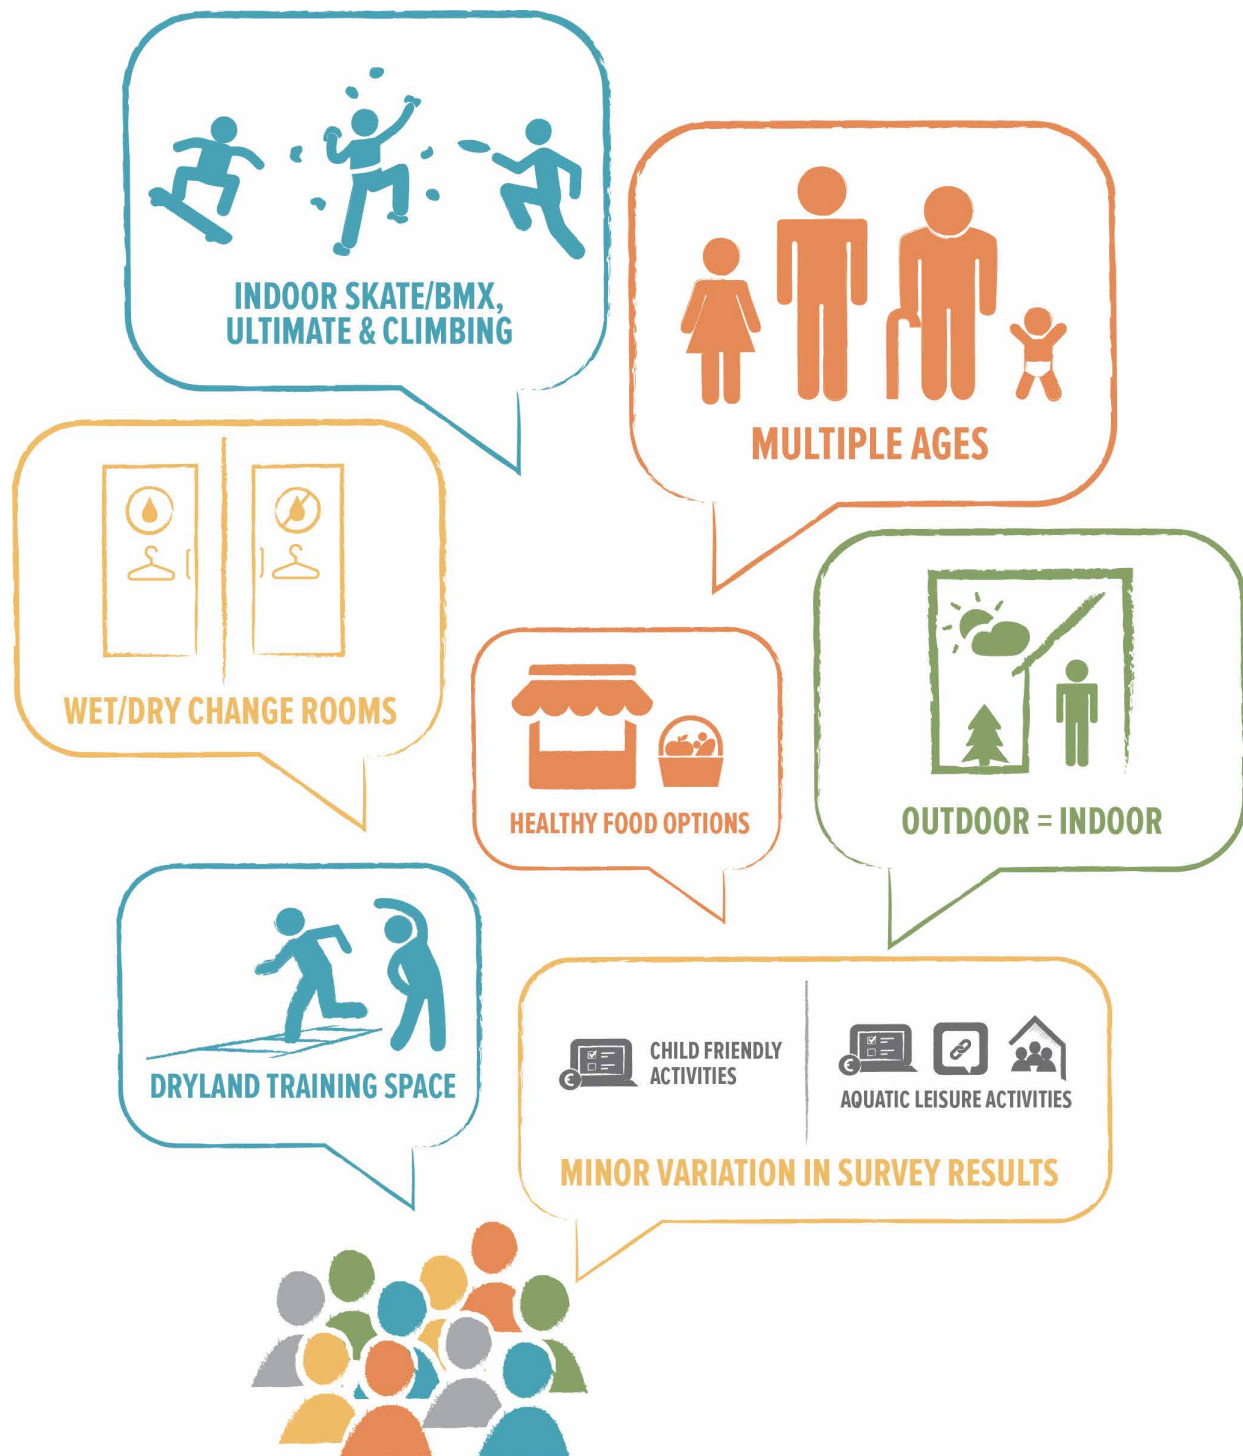 INDOOR SKATE/BMX,
ULTIMATE & CLIMBING
MULTIPLE AGES
WET/DRY CHANGE ROOMS
HEALTHY FOOD OPTIONS
OUTDOOR = INDOOR
DRYLAND TRAINING SPACE
CHILD FRIENDLY
ACTIVITIES
AQUATIC LEISURE ACTIVITIES
MINOR VARIATION IN SURVEY RESULTS